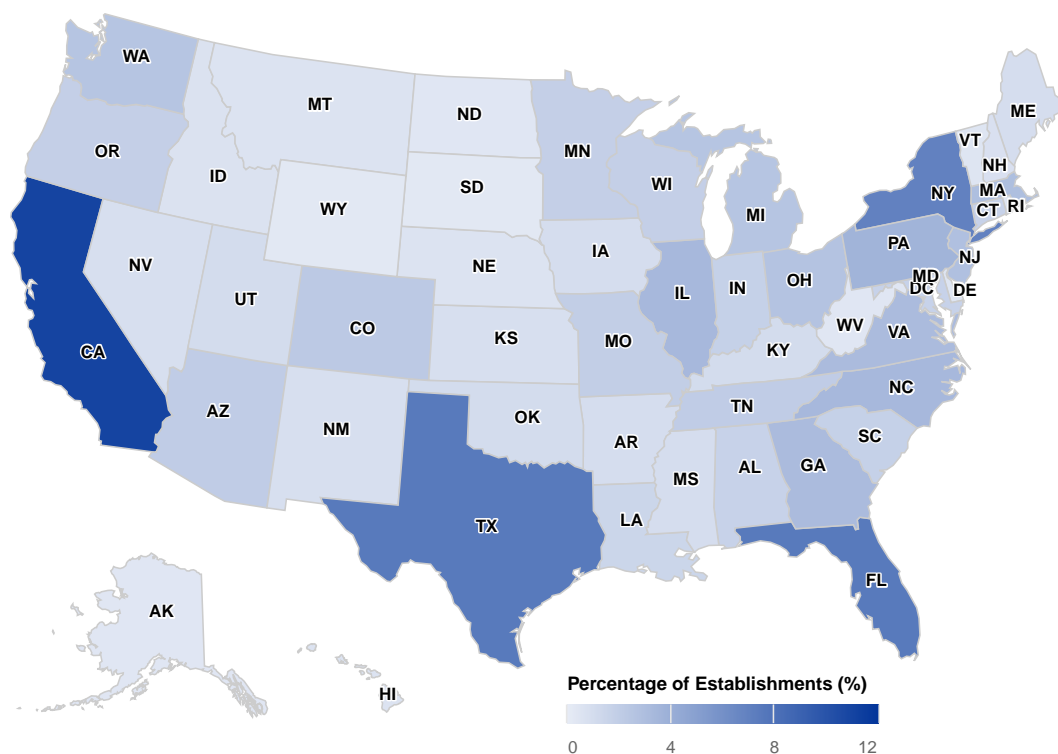 WA
MT
ND
ME
OR
MN
VT
ID
SD
WI
NH
NY
MA
WY
MI
CT
RI
IA
PA
NV
NE
NJ
UT
IL
IN
OH
MD
DC
DE
CO
WV
CA
KS
MO
VA
KY
AZ
NC
TN
NM
OK
AR
SC
AL
GA
MS
LA
TX
FL
AK
HI
Percentage of Establishments (%)
0 4 8 12